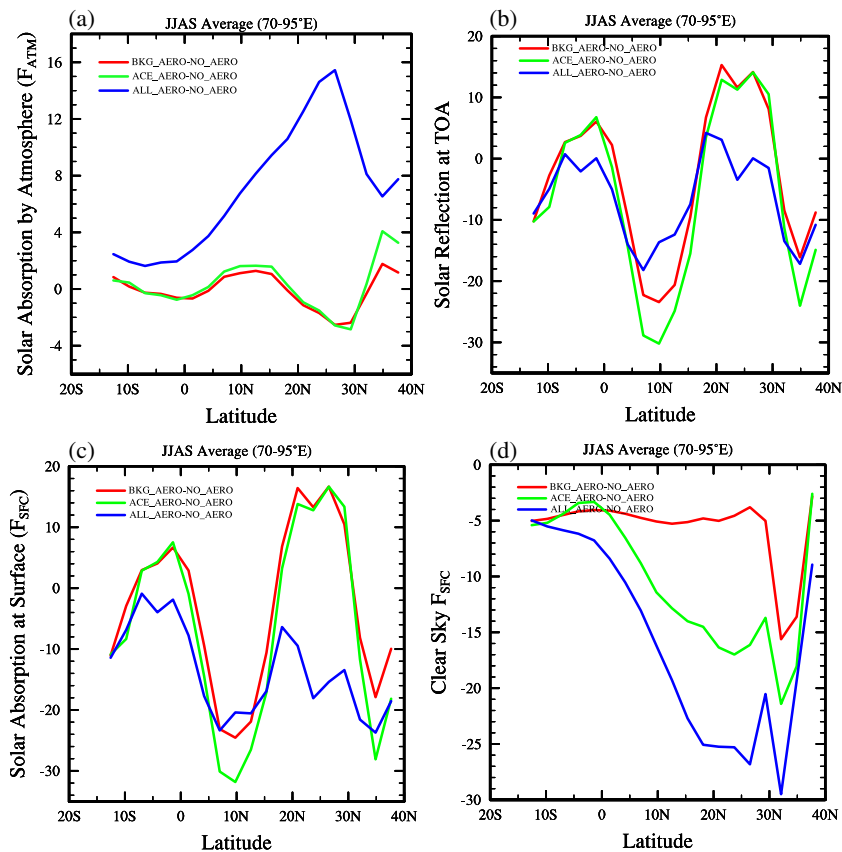 (a)
JJAS Average (70-95°E)
Solar Absorption by Atmosphere (F_ATM)
16
12
8
4
0
-4
BKG_AERO-NO_AERO
ACE_AERO-NO_AERO
ALL_AERO-NO_AERO
20S 10S 0 10N 20N 30N 40N
Latitude
(b)
JJAS Average (70-95°E)
Solar Reflection at TOA
20
10
0
-10
-20
-30
BKG_AERO-NO_AERO
ACE_AERO-NO_AERO
ALL_AERO-NO_AERO
20S 10S 0 10N 20N 30N 40N
Latitude
(c)
JJAS Average (70-95°E)
Solar Absorption at Surface (F_SFC)
20
10
0
-10
-20
-30
BKG_AERO-NO_AERO
ACE_AERO-NO_AERO
ALL_AERO-NO_AERO
20S 10S 0 10N 20N 30N 40N
Latitude
(d)
JJAS Average (70-95°E)
Clear Sky F_SFC
0
-5
-10
-15
-20
-25
-30
BKG_AERO-NO_AERO
ACE_AERO-NO_AERO
ALL_AERO-NO_AERO
20S 10S 0 10N 20N 30N 40N
Latitude